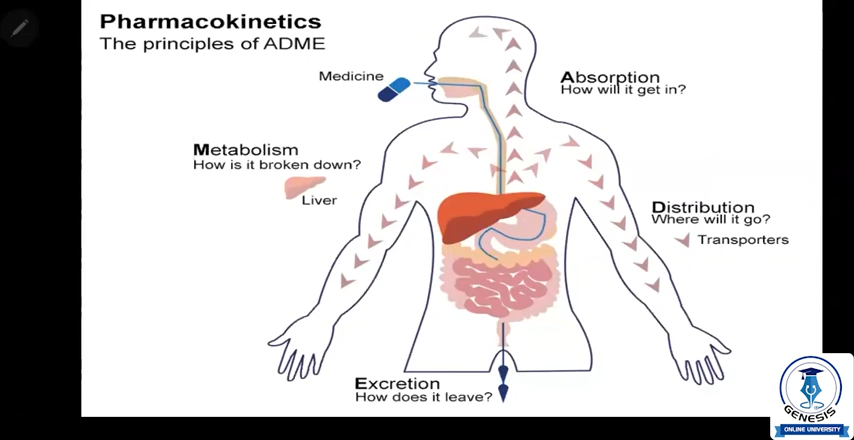 Pharmacokinetics
The principles of ADME
Medicine
Absorption
How will it get in?
Metabolism
How is it broken down?
Liver
Distribution
Where will it go?
Transporters
Excretion
How does it leave?
GENESIS
ONLINE UNIVERSITY